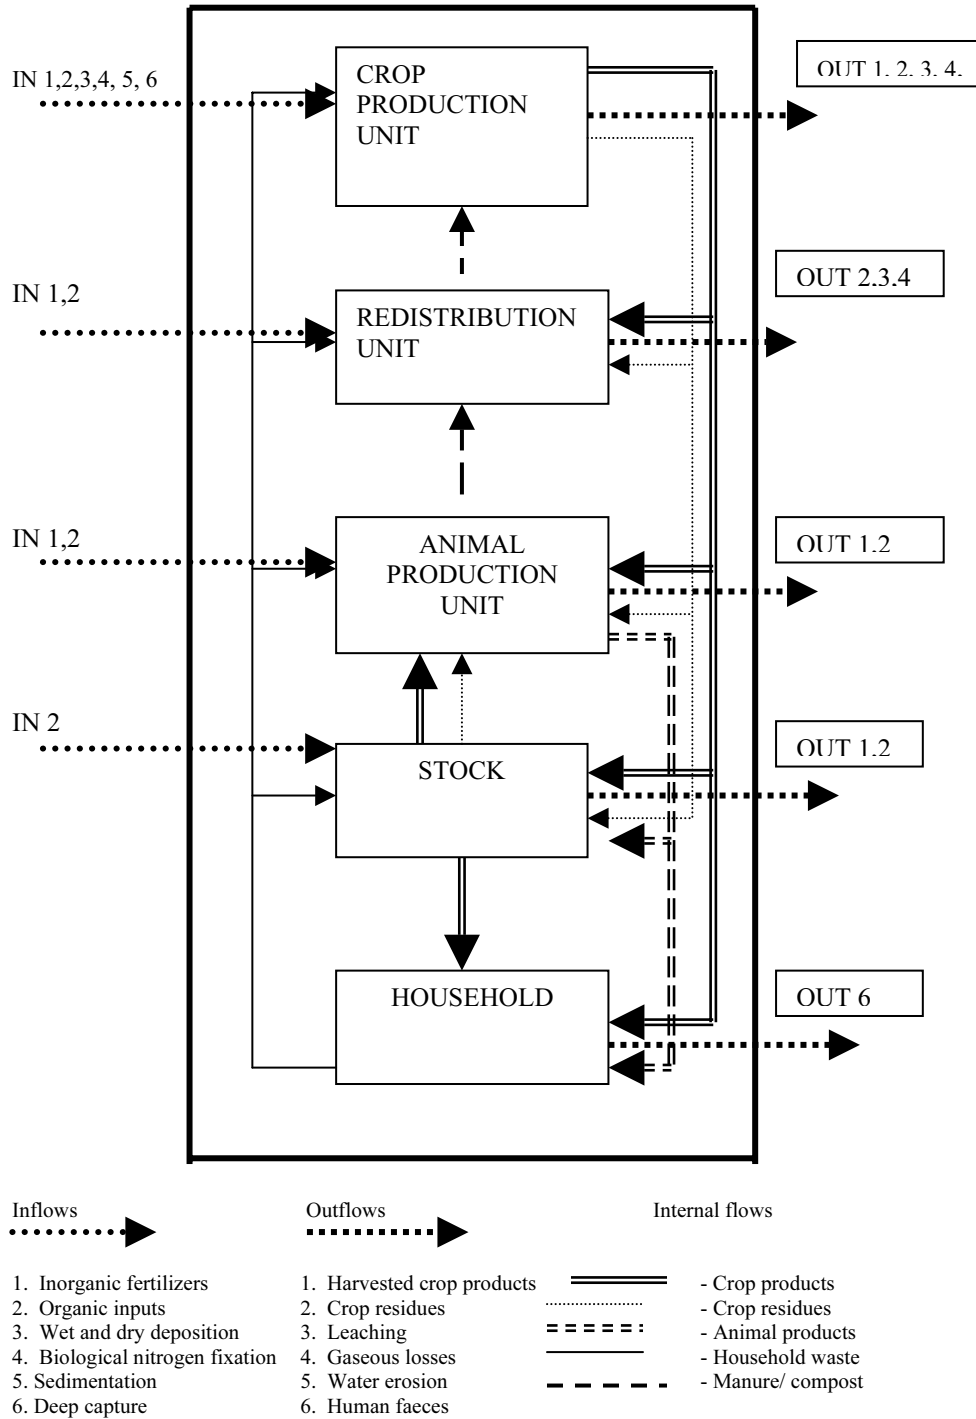 IN 1,2,3,4, 5, 6
CROP
PRODUCTION
UNIT
OUT 1, 2, 3, 4,
IN 1,2
REDISTRIBUTION
UNIT
OUT 2,3,4
IN 1,2
ANIMAL
PRODUCTION
UNIT
OUT 1,2
IN 2
STOCK
OUT 1,2
HOUSEHOLD
OUT 6
Inflows
1. Inorganic fertilizers
2. Organic inputs
3. Wet and dry deposition
4. Biological nitrogen fixation
5. Sedimentation
6. Deep capture
Outflows
1. Harvested crop products
2. Crop residues
3. Leaching
4. Gaseous losses
5. Water erosion
6. Human faeces
Internal flows
- Crop products
- Crop residues
- Animal products
- Household waste
- Manure/ compost